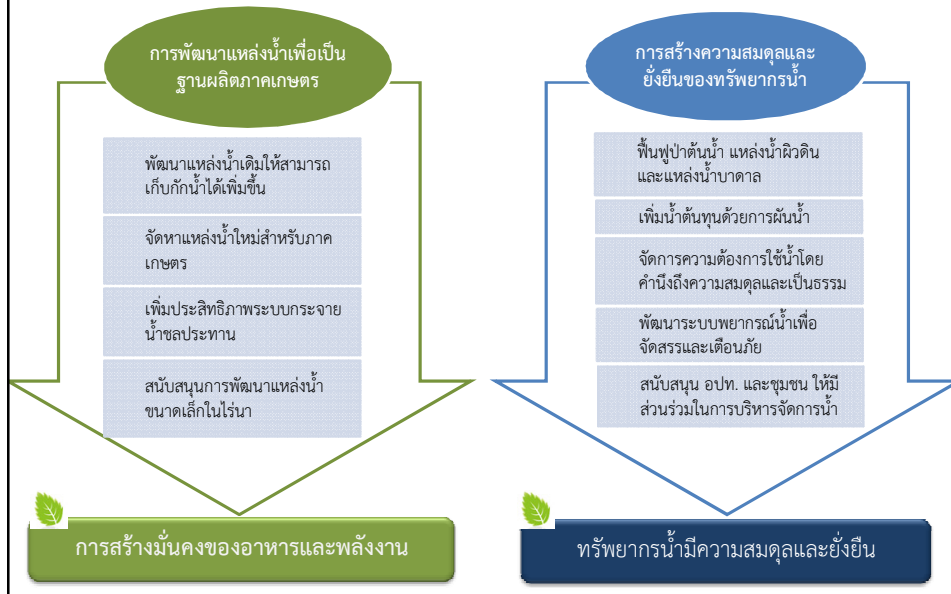 การพัฒนาแหล่งน้ำเพื่อเป็น
ฐานผลิตภาคเกษตร
พัฒนาแหล่งน้ำเดิมให้สามารถ
เก็บกักน้ำได้เพิ่มขึ้น
จัดหาแหล่งน้ำใหม่สำหรับภาค
เกษตร
เพิ่มประสิทธิภาพระบบกระจาย
น้ำชลประทาน
สนับสนุนการพัฒนาแหล่งน้ำ
ขนาดเล็กในไร่นา
การสร้างมั่นคงของอาหารและพลังงาน
การสร้างความสมดุลและ
ยั่งยืนของทรัพยากรน้ำ
ฟื้นฟูป่าต้นน้ำ แหล่งน้ำผิวดิน
และแหล่งน้ำบาดาล
เพิ่มน้ำต้นทุนด้วยการผันน้ำ
จัดการความต้องการใช้น้ำโดย
คำนึงถึงความสมดุลและเป็นธรรม
พัฒนาระบบพยากรณ์น้ำเพื่อ
จัดสรรและเตือนภัย
สนับสนุน อปท. และชุมชน ให้มี
ส่วนร่วมในการบริหารจัดการน้ำ
ทรัพยากรน้ำมีความสมดุลและยั่งยืน